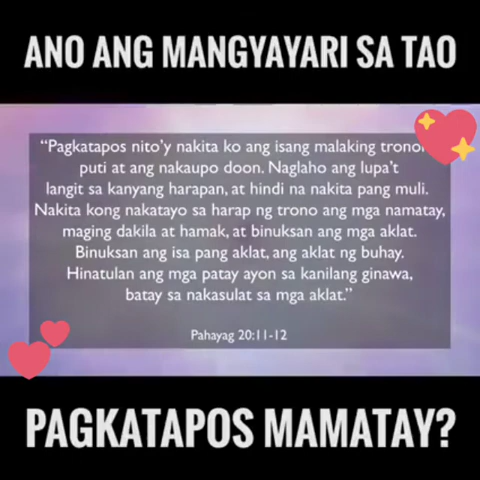 ANO ANG MANGYAYARI SA TAO
“Pagkatapos nito’y nakita ko ang isang malaking
puti at ang nakaupo doon. Naglaho ang lupa’t
langit sa kanyang harapan, at hindi na nakita pang muli.
Nakita kong nakatayo sa harap ng trono ang mga namatay,
maging dakila at hamak, at binuksan ang mga aklat.
Binuksan ang isa pang aklat, ang aklat ng buhay.
Hinatulan ang mga patay ayon sa kanilang ginawa,
batay sa nakasulat sa mga aklat.”
Pahayag 20:11-12
PAGKATAPOS MAMATAY?